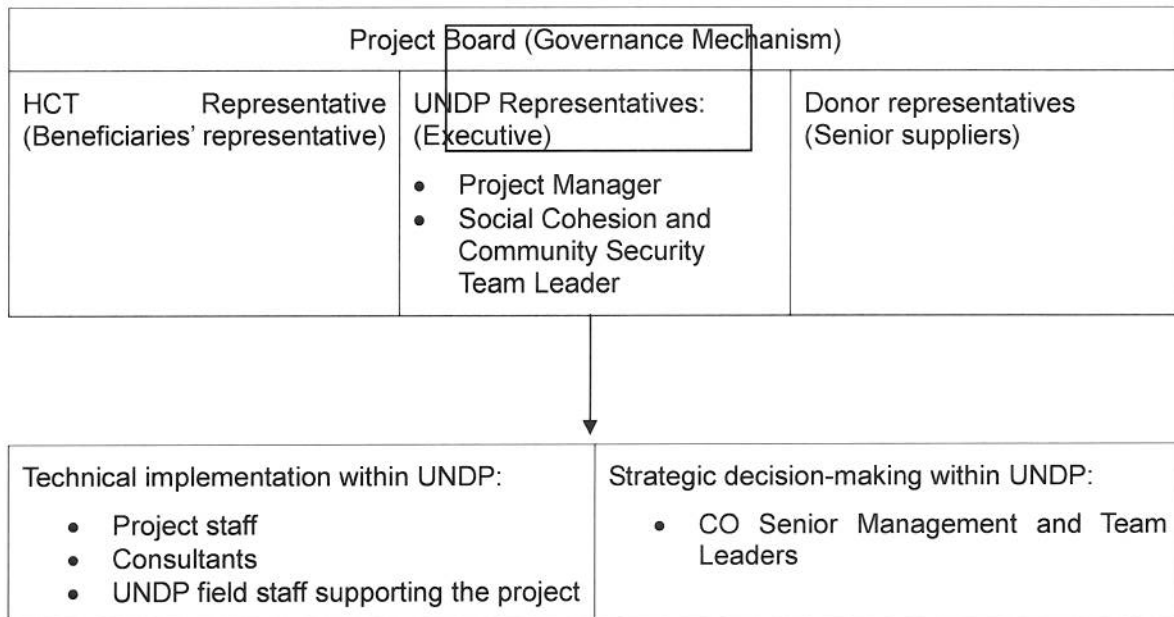 Project Board (Governance Mechanism)
HCT Representative
(Beneficiaries’ representative)
UNDP Representatives:
(Executive)
• Project Manager
• Social Cohesion and
Community Security
Team Leader
Donor representatives
(Senior suppliers)
Technical implementation within UNDP:
• Project staff
• Consultants
• UNDP field staff supporting the project
Strategic decision-making within UNDP:
• CO Senior Management and Team
Leaders